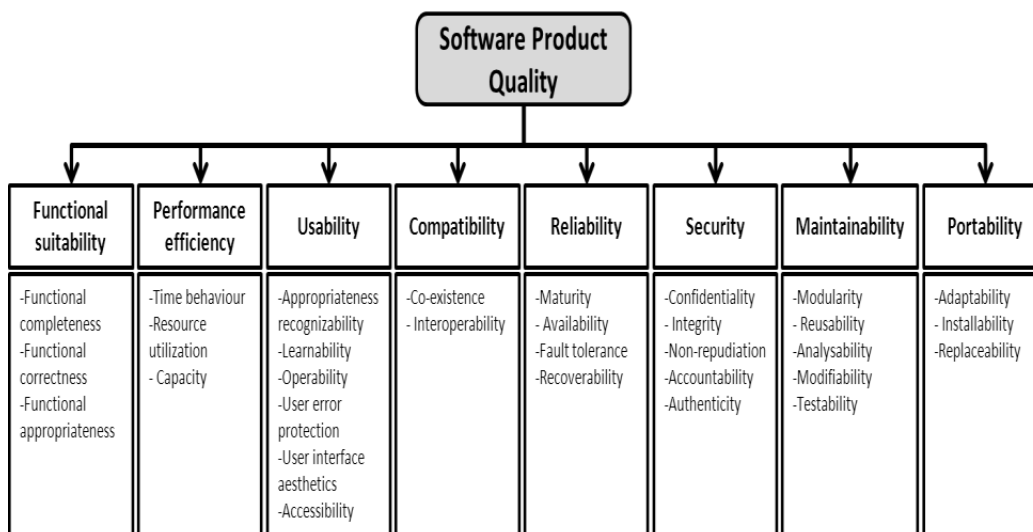 Software Product
Quality
Functional
suitability
Performance
efficiency
Usability
Compatibility
Reliability
Security
Maintainability
Portability
-Functional
completeness
-Functional
correctness
-Functional
appropriateness
-Time behaviour
-Resource
utilization
- Capacity
-Appropriateness
recognizability
-Learnability
-Operability
-User error
protection
-User interface
aesthetics
-Accessibility
-Co-existence
- Interoperability
-Maturity
- Availability
-Fault tolerance
-Recoverability
-Confidentiality
- Integrity
-Non-repudiation
-Accountability
-Authenticity
-Modularity
- Reusability
-Analysability
-Modifiability
-Testability
-Adaptability
- Installability
-Replaceability